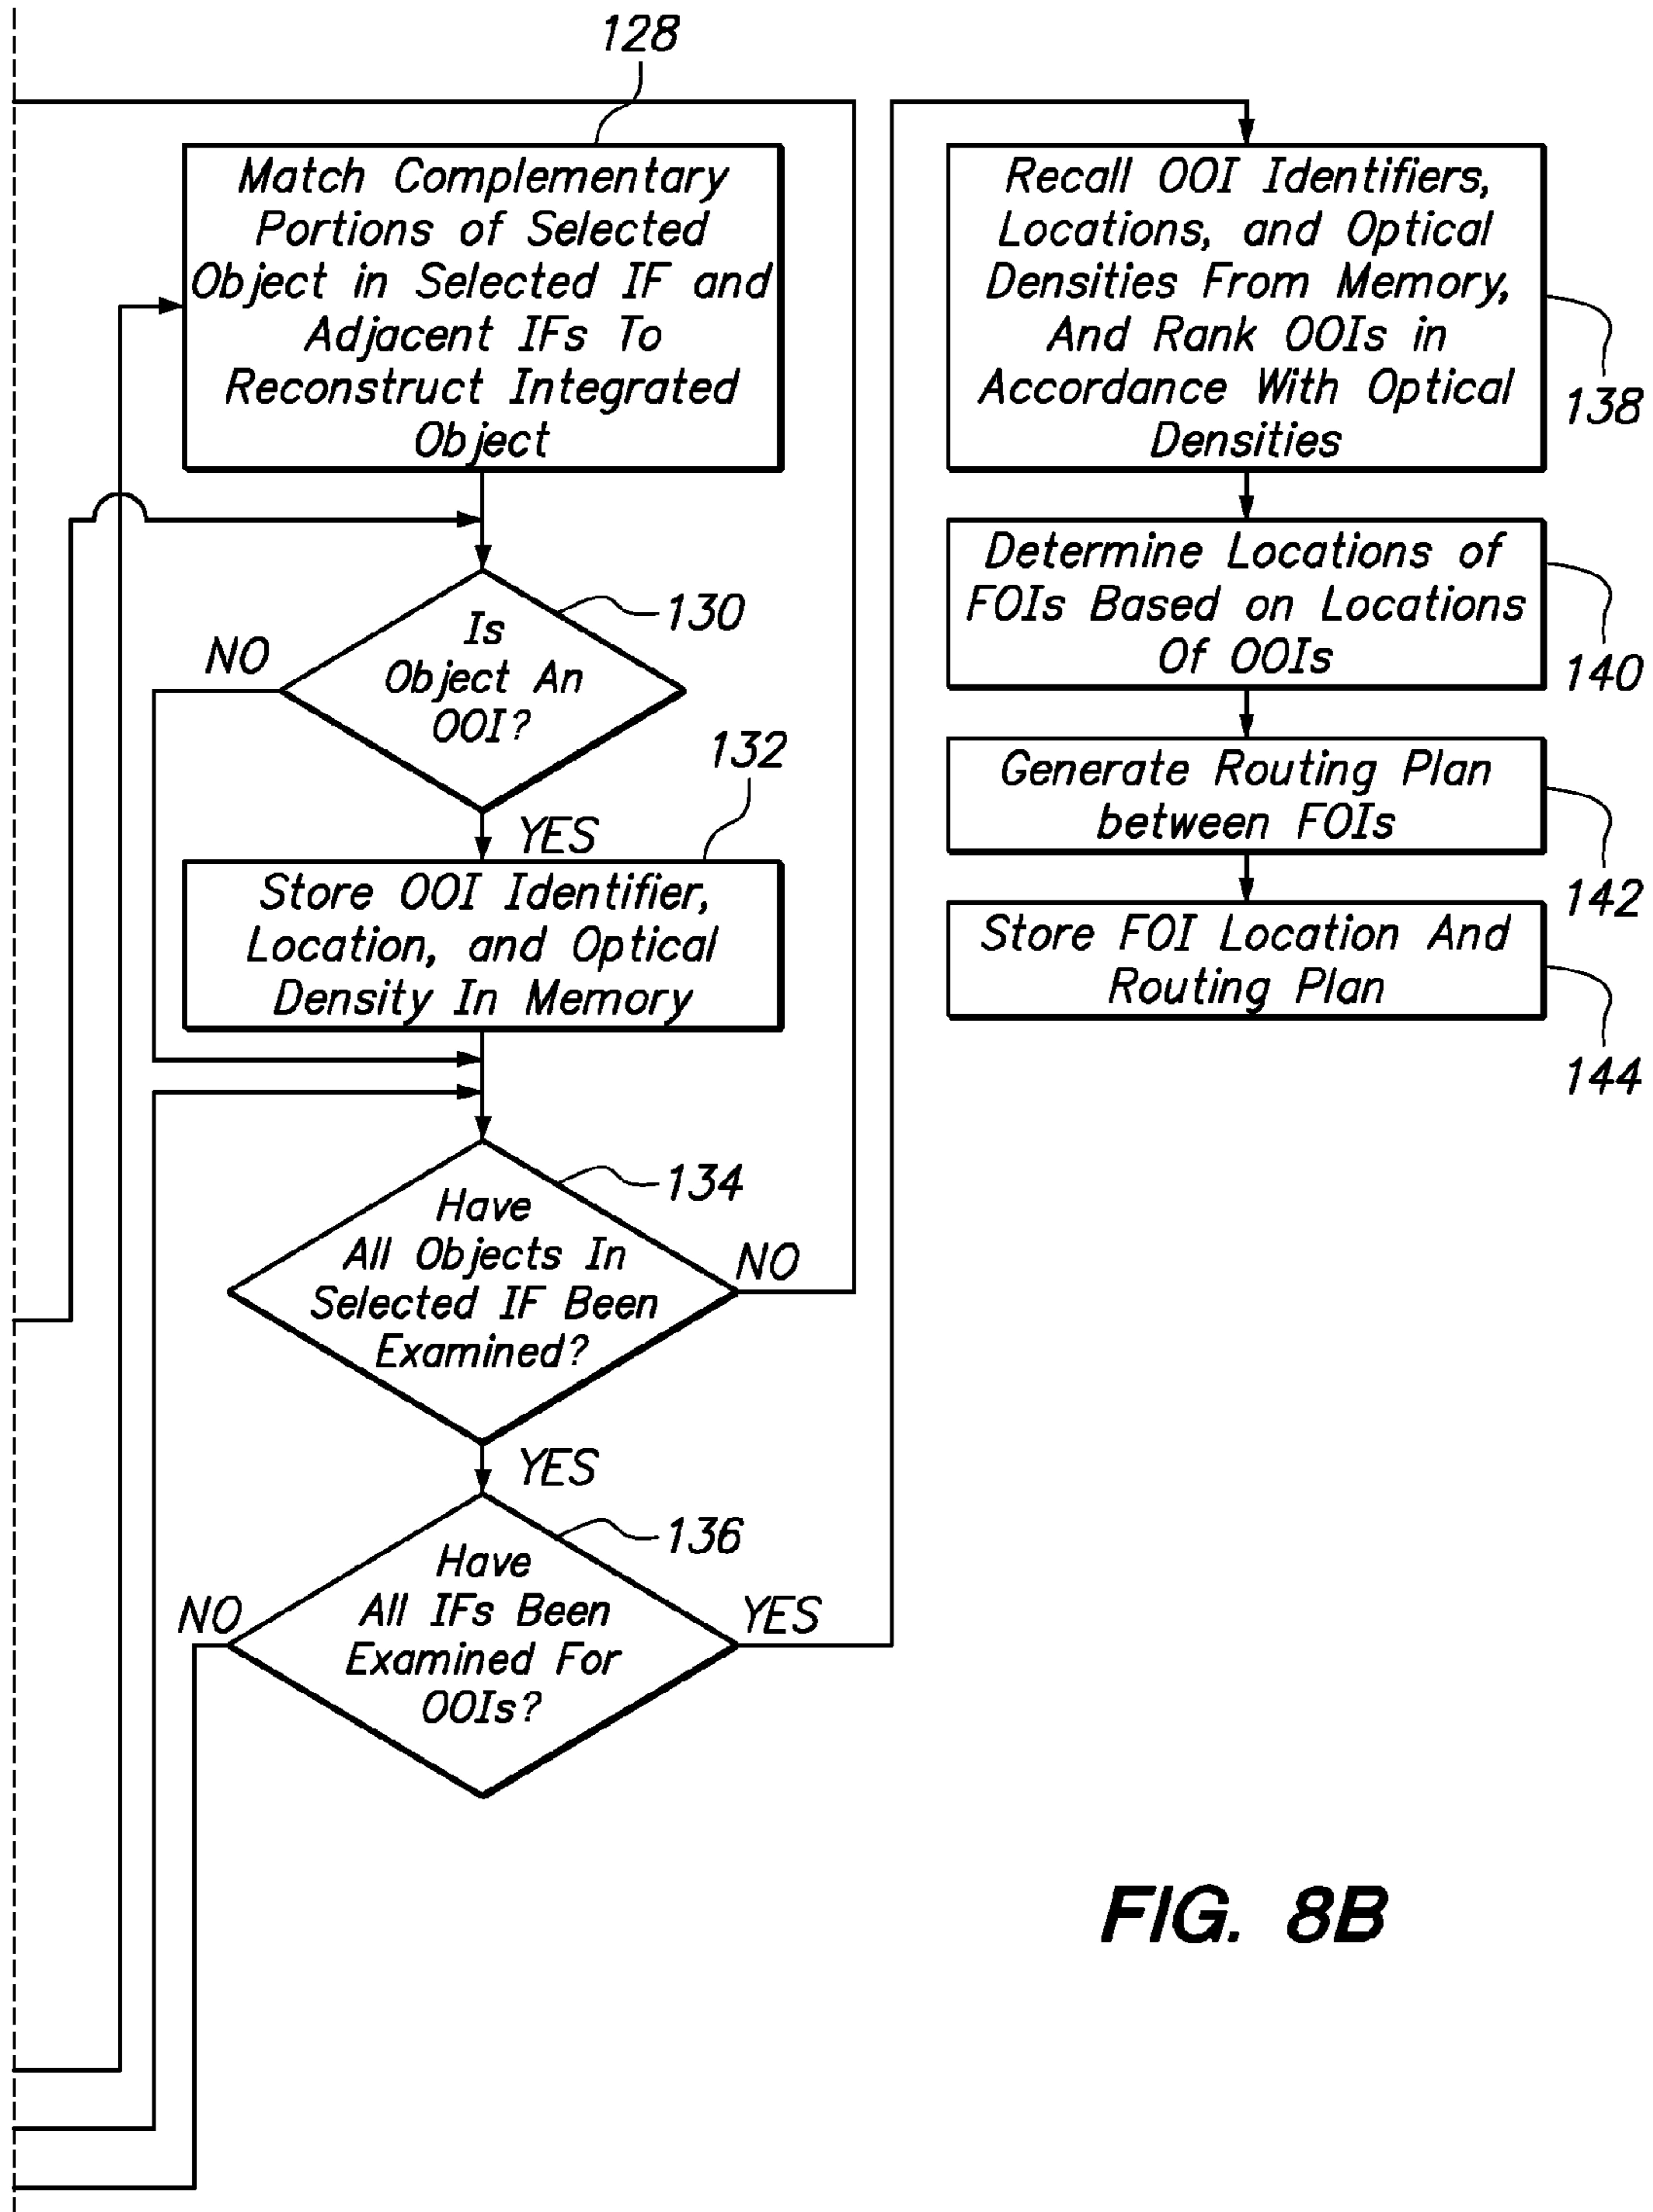 128
Match Complementary
Portions of Selected
Object in Selected IF and
Adjacent IFs To
Reconstruct Integrated
Object
130
Is
Object An
OOI?
NO
YES
132
Store OOI Identifier,
Location, and Optical
Density In Memory
134
Have
All Objects In
Selected IF Been
Examined?
NO
YES
136
Have
All IFs Been
Examined For
OOIs?
NO
YES
Recall OOI Identifiers,
Locations, and Optical
Densities From Memory,
And Rank OOIs in
Accordance With Optical
Densities
138
Determine Locations of
FOIs Based on Locations
Of OOIs
140
Generate Routing Plan
between FOIs
142
Store FOI Location And
Routing Plan
144
FIG. 8B